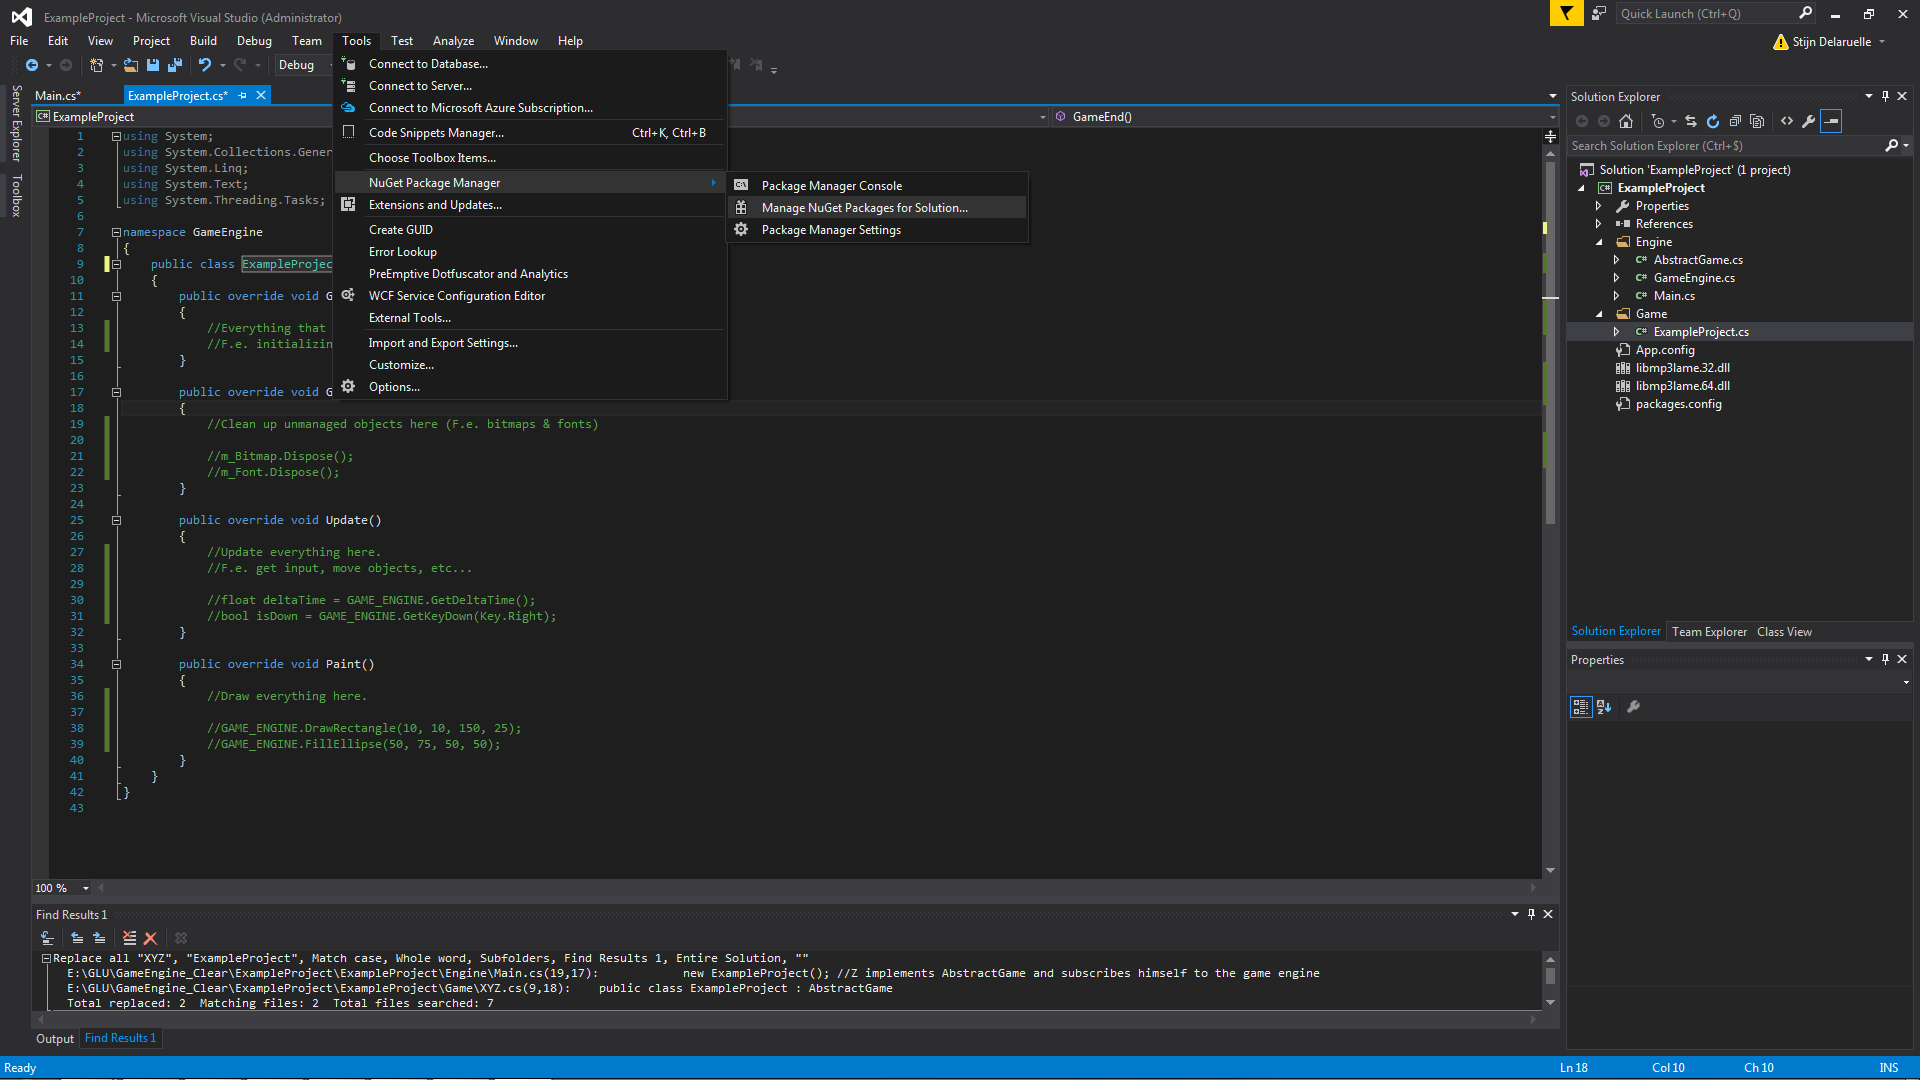 ExampleProject - Microsoft Visual Studio (Administrator)
Quick Launch (Ctrl+Q)
File Edit View Project Build Debug Team Tools Test Analyze Window Help
Stijn Delaruelle
Debug
Server Explorer
Toolbox
Main.cs*
ExampleProject.cs*
ExampleProject
GameEnd()
1 using System;
2 using System.Collections.Gener
3 using System.Linq;
4 using System.Text;
5 using System.Threading.Tasks;
6
7 namespace GameEngine
8 {
9 public class ExampleProjec
10 {
11 public override void G
12 {
13 //Everything that
14 //F.e. initializin
15 }
16
17 public override void G
18 {
19 //Clean up unmanaged objects here (F.e. bitmaps & fonts)
20
21 //m_Bitmap.Dispose();
22 //m_Font.Dispose();
23 }
24
25 public override void Update()
26 {
27 //Update everything here.
28 //F.e. get input, move objects, etc...
29
30 //float deltaTime = GAME_ENGINE.GetDeltaTime();
31 //bool isDown = GAME_ENGINE.GetKeyDown(Key.Right);
32 }
33
34 public override void Paint()
35 {
36 //Draw everything here.
37
38 //GAME_ENGINE.DrawRectangle(10, 10, 150, 25);
39 //GAME_ENGINE.FillEllipse(50, 75, 50, 50);
40 }
41 }
42 }
43
100 %
Connect to Database...
Connect to Server...
Connect to Microsoft Azure Subscription...
Code Snippets Manager... Ctrl+K, Ctrl+B
Choose Toolbox Items...
NuGet Package Manager
Extensions and Updates...
Create GUID
Error Lookup
PreEmptive Dotfuscator and Analytics
WCF Service Configuration Editor
External Tools...
Import and Export Settings...
Customize...
Options...
Package Manager Console
Manage NuGet Packages for Solution...
Package Manager Settings
Solution Explorer
Search Solution Explorer (Ctrl+$)
Solution 'ExampleProject' (1 project)
C# ExampleProject
Properties
References
Engine
C# AbstractGame.cs
C# GameEngine.cs
C# Main.cs
Game
C# ExampleProject.cs
App.config
libmp3lame.32.dll
libmp3lame.64.dll
packages.config
Solution Explorer Team Explorer Class View
Properties
Find Results 1
Replace all "XYZ", "ExampleProject", Match case, Whole word, Subfolders, Find Results 1, Entire Solution, ""
E:\GLU\GameEngine_Clear\ExampleProject\ExampleProject\Engine\Main.cs(19,17): new ExampleProject(); //Z implements AbstractGame and subscribes himself to the game engine
E:\GLU\GameEngine_Clear\ExampleProject\ExampleProject\Game\XYZ.cs(9,18): public class ExampleProject : AbstractGame
Total replaced: 2 Matching files: 2 Total files searched: 7
Output Find Results 1
Ready
Ln 18 Col 10 Ch 10 INS